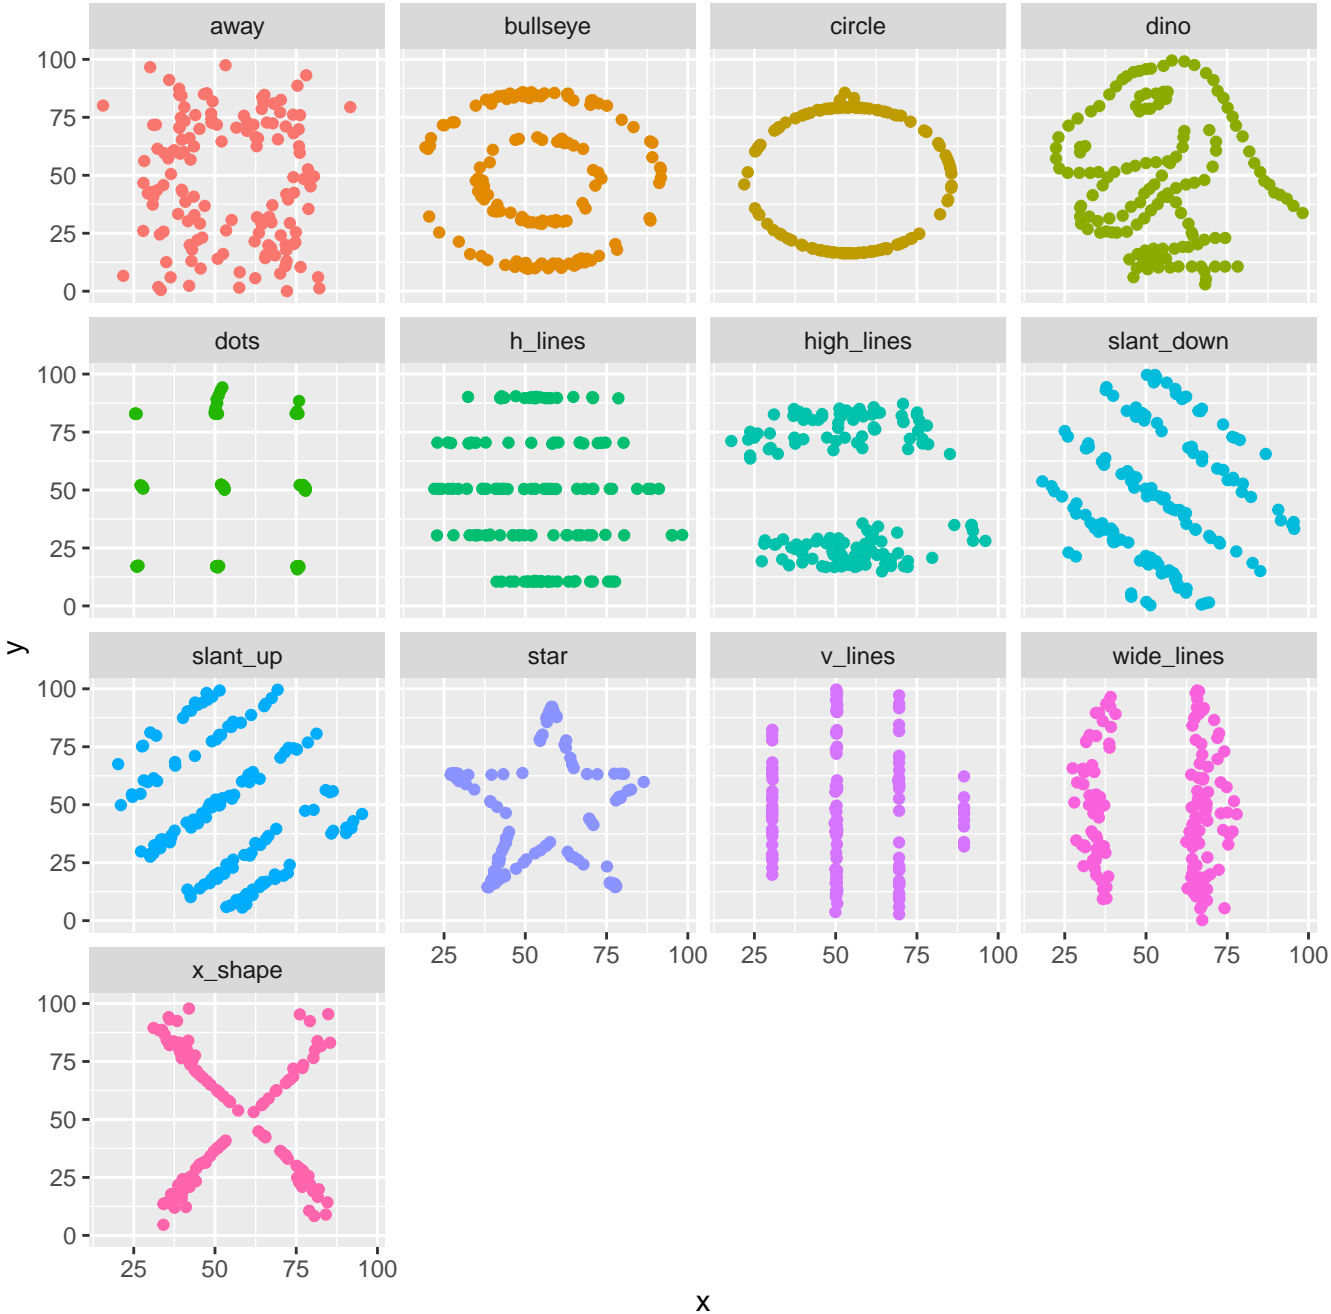 away bullseye circle dino
100
75
50
25
0
dots h_lines high_lines slant_down
100
75
50
25
0
y
slant_up star v_lines wide_lines
100
75
50
25
0
25 50 75 100 25 50 75 100 25 50 75 100
x_shape
100
75
50
25
0
25 50 75 100
x